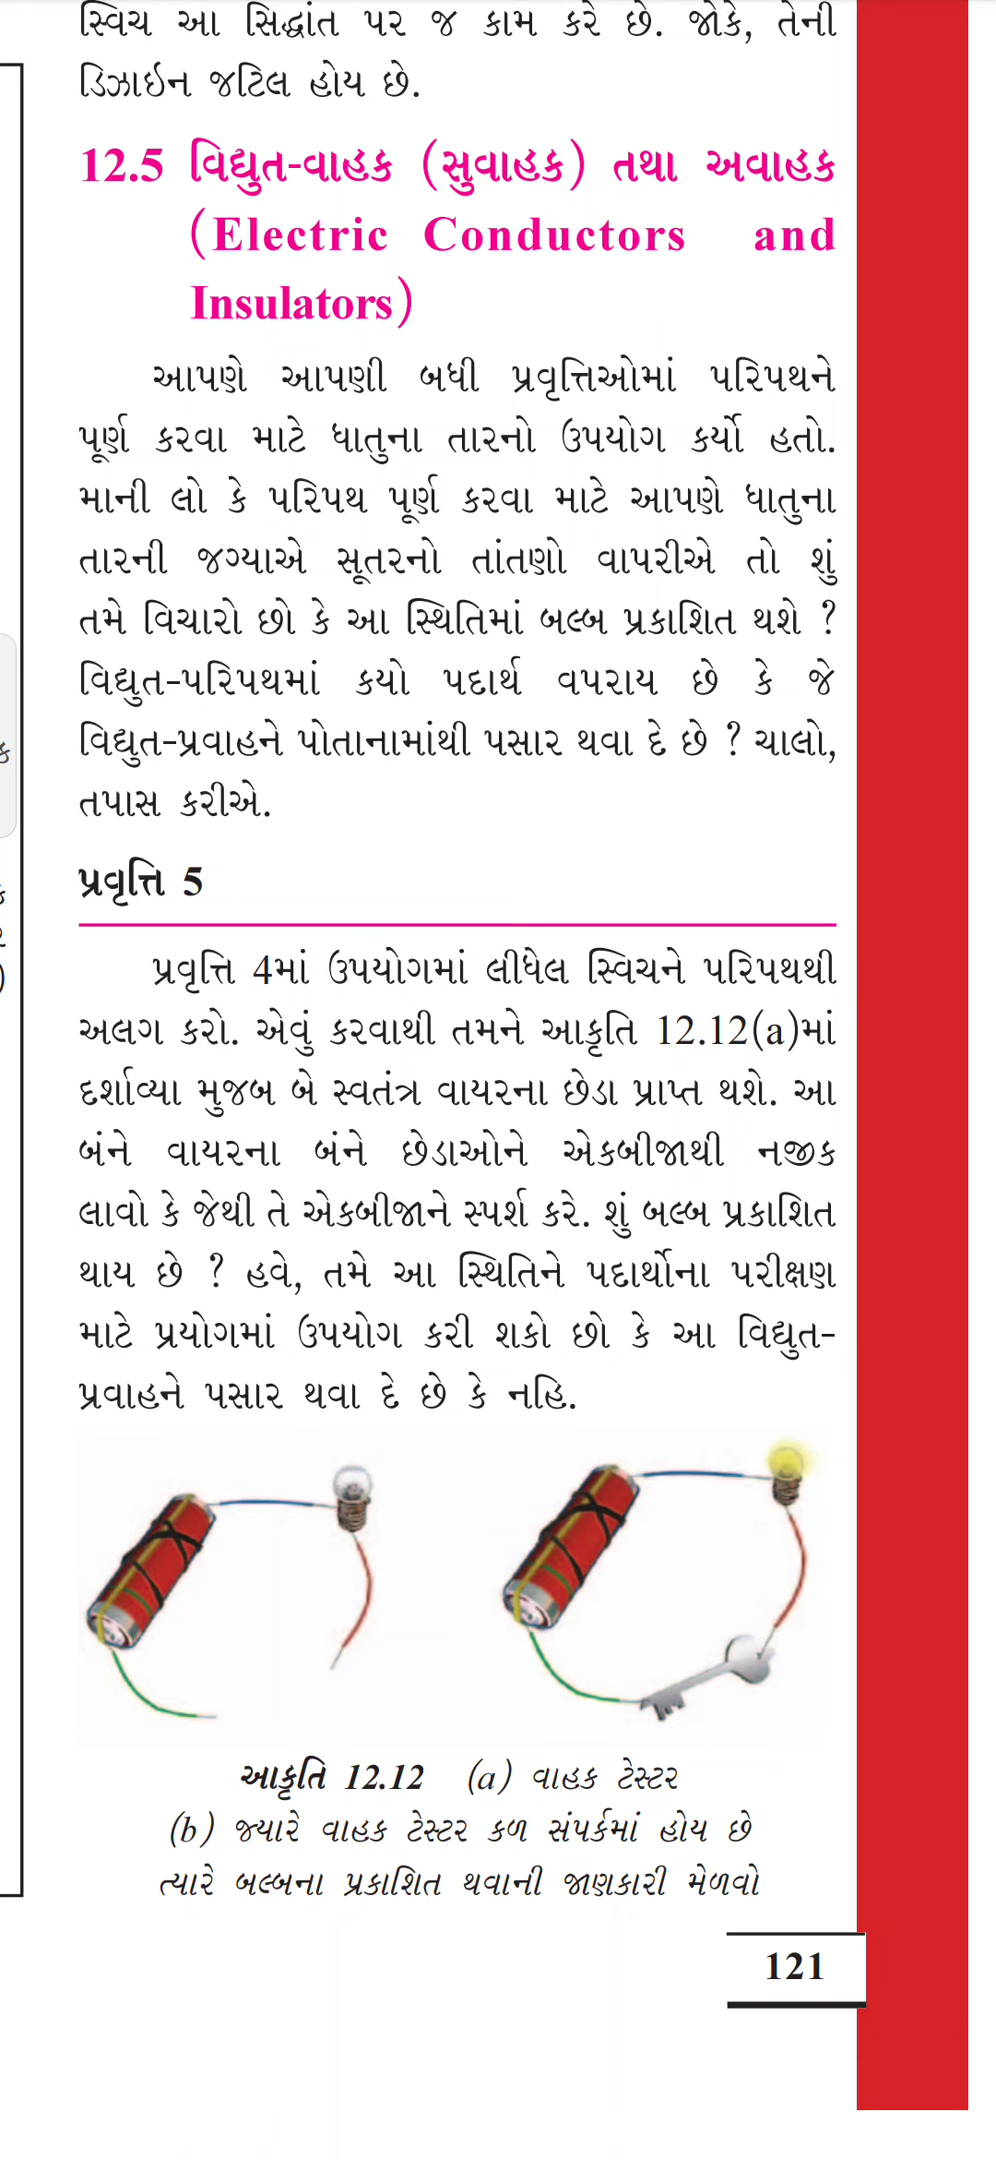 સ્વિચ આ સિદ્ધાંત પર જ કામ કરે છે. જોકે, તેની
ડિઝાઇન જટિલ હોય છે.
12.5 વિદ્યુત-વાહક (સુવાહક) તથા અવાહક
(Electric Conductors and
Insulators)
આપણે આપણી બધી પ્રવૃત્તિઓમાં પરિપથને
પૂર્ણ કરવા માટે ધાતુના તારનો ઉપયોગ કર્યો હતો.
માની લો કે પરિપથ પૂર્ણ કરવા માટે આપણે ધાતુના
તારની જગ્યાએ સૂતરનો તાંતણો વાપરીએ તો શું
તમે વિચારો છો કે આ સ્થિતિમાં બલ્બ પ્રકાશિત થશે ?
વિદ્યુત-પરિપથમાં કયો પદાર્થ વપરાય છે કે જે
વિદ્યુત-પ્રવાહને પોતાનામાંથી પસાર થવા દે છે ? ચાલો,
તપાસ કરીએ.
પ્રવૃત્તિ 5
પ્રવૃત્તિ 4માં ઉપયોગમાં લીધેલ સ્વિચને પરિપથથી
અલગ કરો. એવું કરવાથી તમને આકૃતિ 12.12(a)માં
દર્શાવ્યા મુજબ બે સ્વતંત્ર વાયરના છેડા પ્રાપ્ત થશે. આ
બંને વાયરના બંને છેડાઓને એકબીજાથી નજીક
લાવો કે જેથી તે એકબીજાને સ્પર્શ કરે. શું બલ્બ પ્રકાશિત
થાય છે ? હવે, તમે આ સ્થિતિને પદાર્થોના પરીક્ષણ
માટે પ્રયોગમાં ઉપયોગ કરી શકો છો કે આ વિદ્યુત-
પ્રવાહને પસાર થવા દે છે કે નહિ.
આકૃતિ 12.12 (a) વાહક ટેસ્ટર
(b) જ્યારે વાહક ટેસ્ટર કળ સંપર્કમાં હોય છે
ત્યારે બલ્બના પ્રકાશિત થવાની જાણકારી મેળવો
121